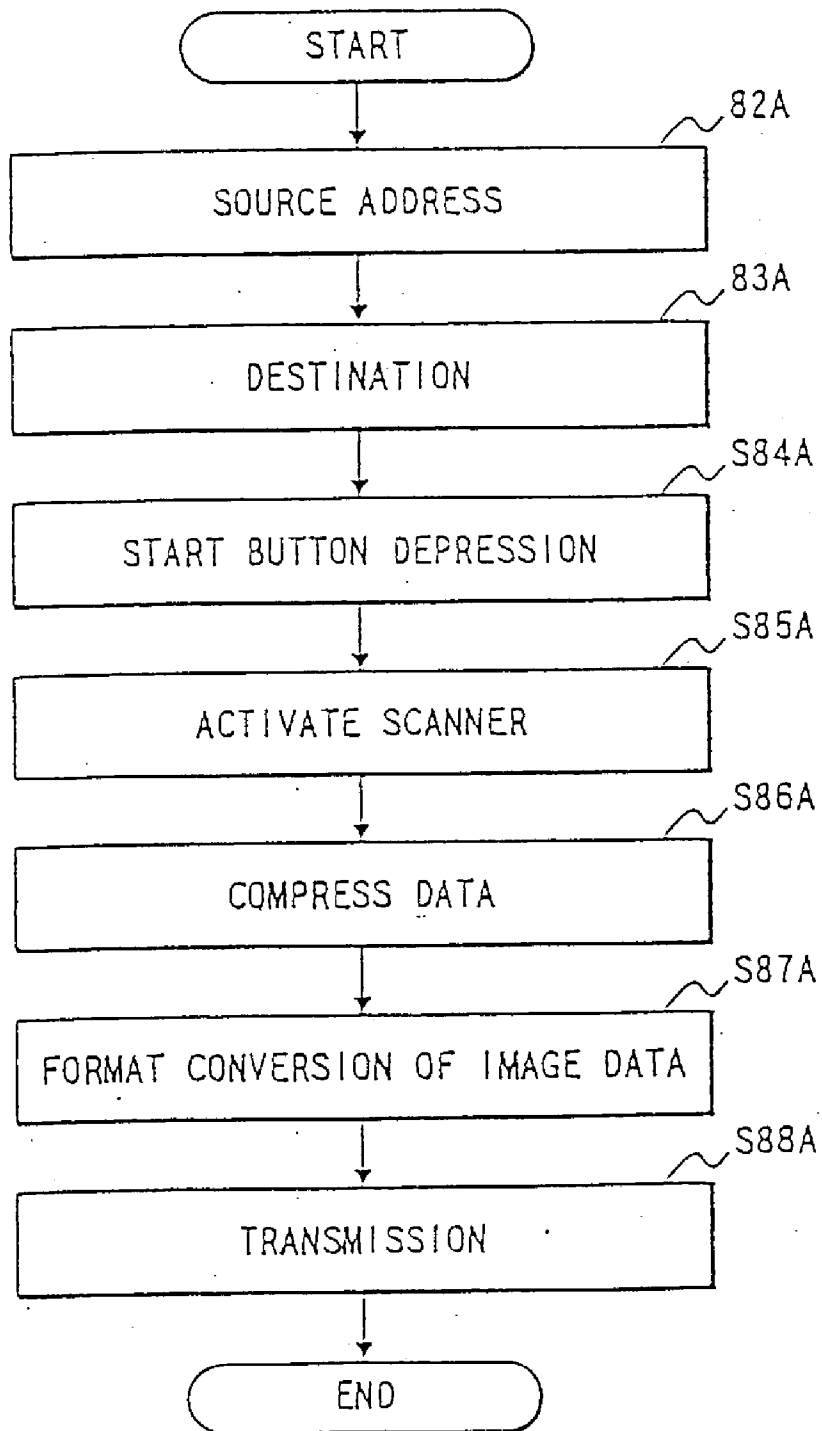 START
82A
SOURCE ADDRESS
83A
DESTINATION
S84A
START BUTTON DEPRESSION
S85A
ACTIVATE SCANNER
S86A
COMPRESS DATA
S87A
FORMAT CONVERSION OF IMAGE DATA
S88A
TRANSMISSION
END